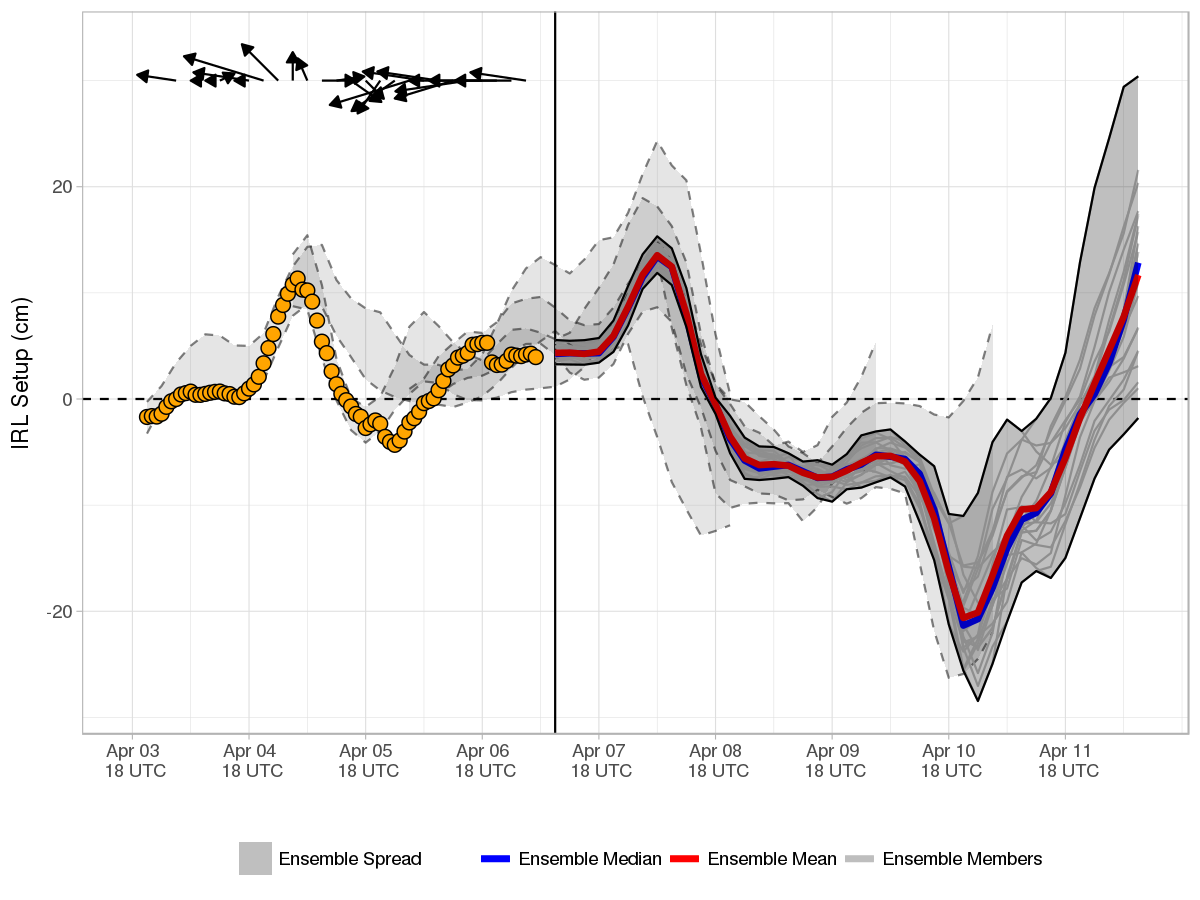 IRL Setup (cm)
20
0
-20
Apr 03 Apr 04 Apr 05 Apr 06 Apr 07 Apr 08 Apr 09 Apr 10 Apr 11
18 UTC 18 UTC 18 UTC 18 UTC 18 UTC 18 UTC 18 UTC 18 UTC 18 UTC
Ensemble Spread Ensemble Median Ensemble Mean Ensemble Members